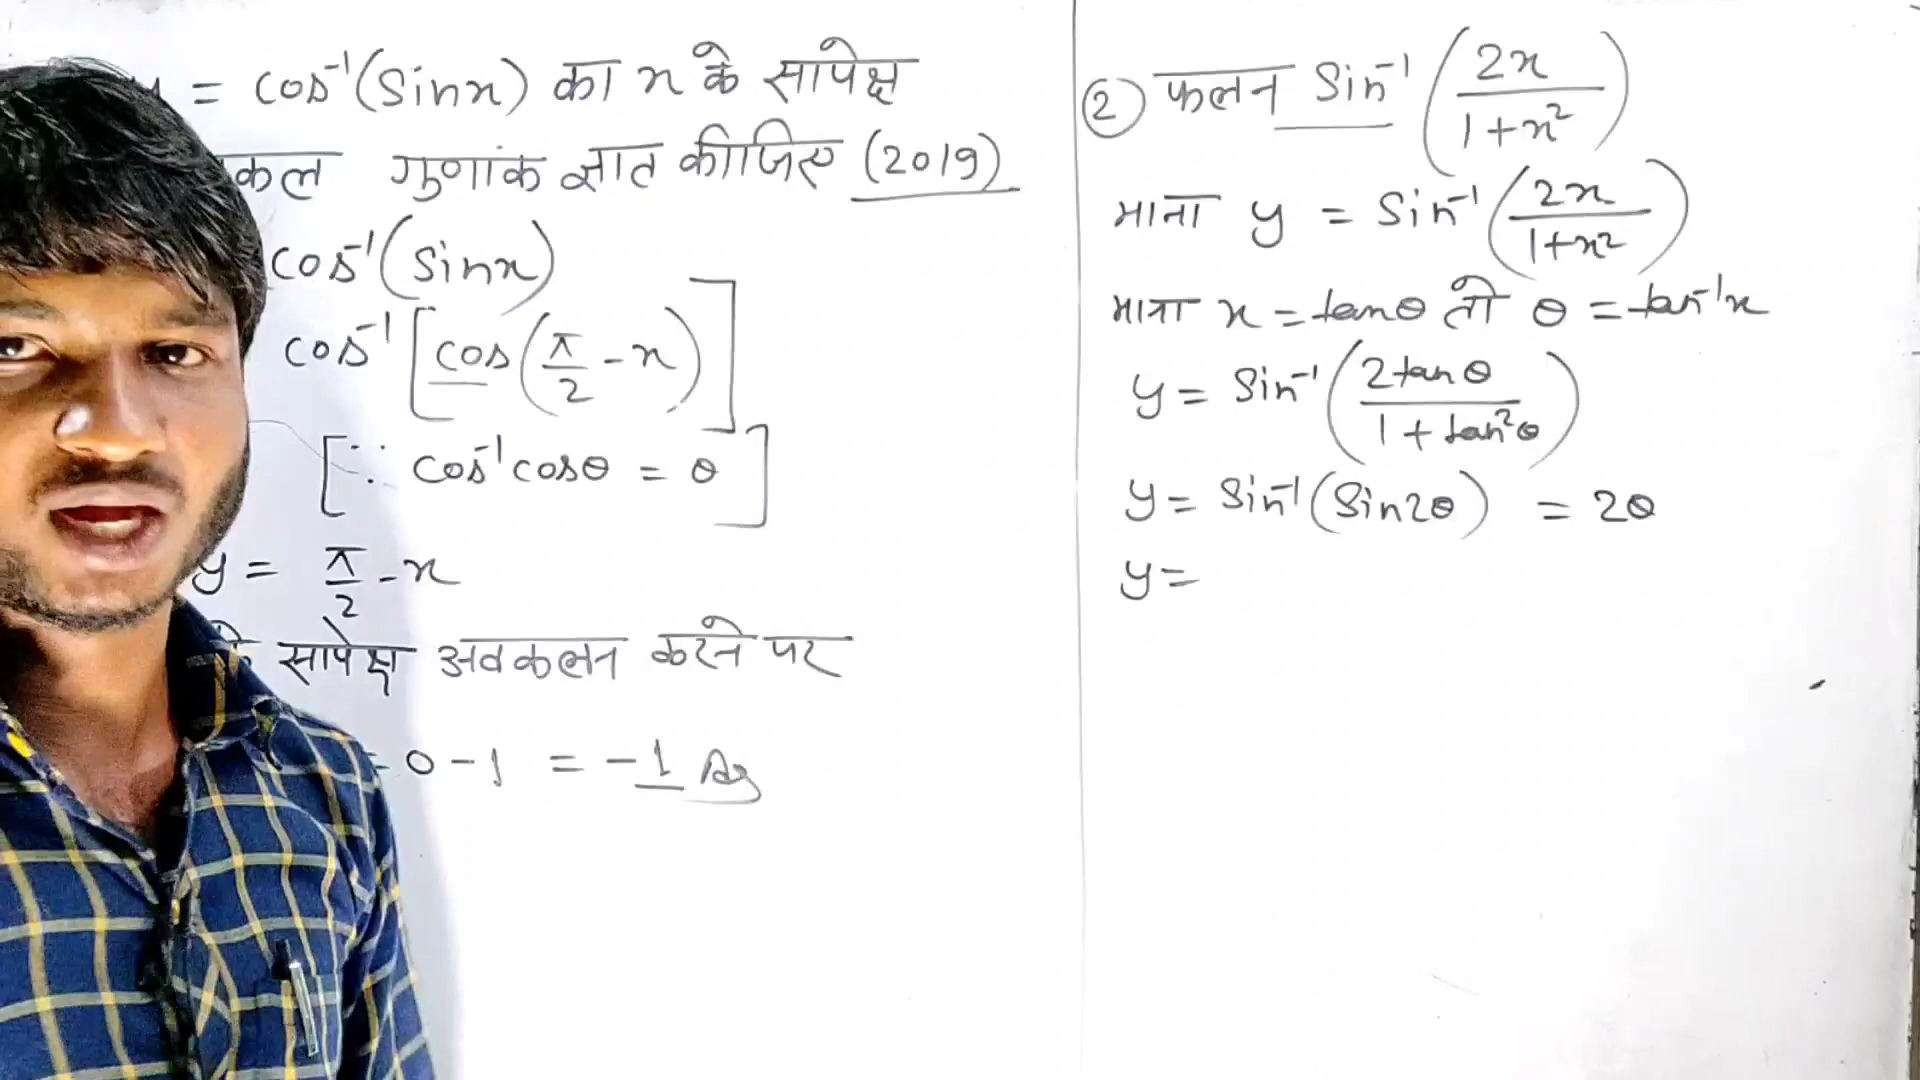 y = cos⁻¹(sinx) का x के सापेक्ष
कल गुणांक ज्ञात कीजिए (2019)
cos⁻¹(sinx)
cos⁻¹[cos(π/2 - x)]
[∵ cos⁻¹cosθ = θ]
y = π/2 - x
के सापेक्ष अवकलन करने पर
= 0 - 1 = -1 Ans
② फलन Sin⁻¹(2x/1+x²)
माना y = Sin⁻¹(2x/1+x²)
माना x = tanθ तो θ = tan⁻¹x
y = Sin⁻¹(2tanθ/1+tan²θ)
y = Sin⁻¹(Sin2θ) = 2θ
y =